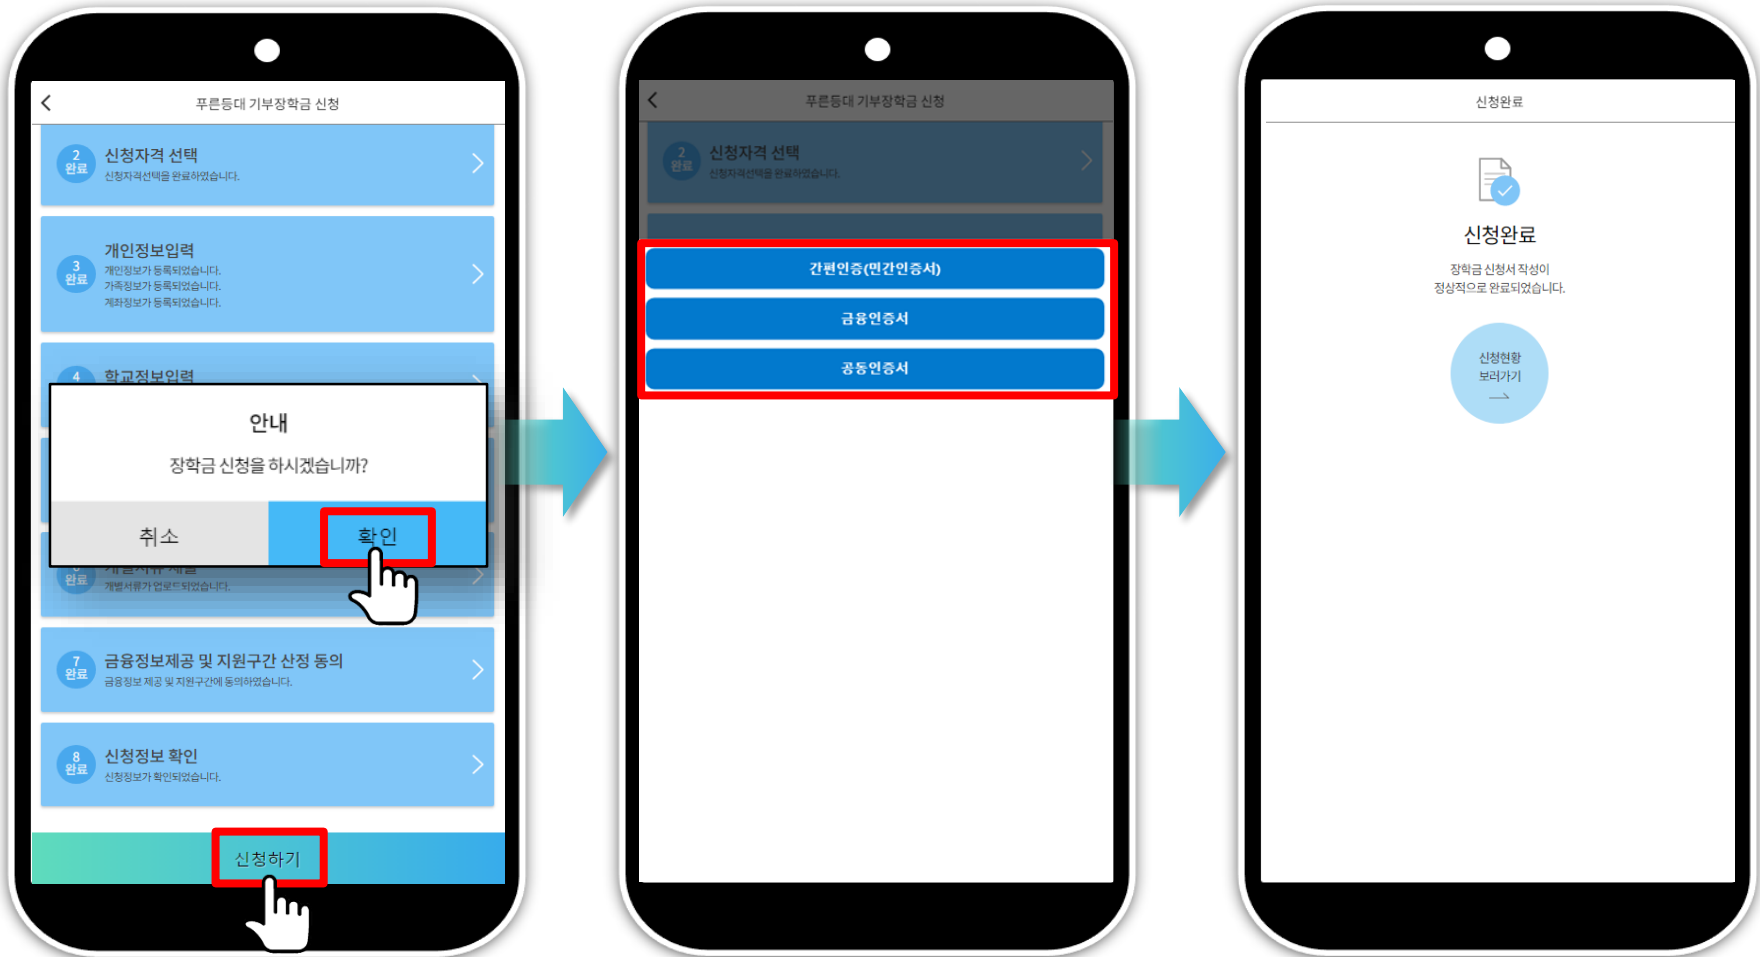 푸른등대 기부장학금 신청
2
완료
신청자격 선택
신청자격선택을 완료하였습니다.
3
완료
개인정보입력
개인정보가 등록되었습니다.
가족정보가 등록되었습니다.
계좌정보가 등록되었습니다.
4
학교정보입력
안내
장학금 신청을 하시겠습니까?
취소
확인
완료
개별서류가 업로드 되었습니다.
7
완료
금융정보제공 및 지원구간 산정 동의
금융정보 제공 및 지원구간에 동의하였습니다.
8
완료
신청정보 확인
신청정보가 확인되었습니다.
신청하기
푸른등대 기부장학금 신청
2
완료
신청자격 선택
신청자격선택을 완료하였습니다.
간편인증(민간인증서)
금융인증서
공동인증서
신청완료
신청완료
장학금 신청서 작성이
정상적으로 완료되었습니다.
신청현황
보러가기